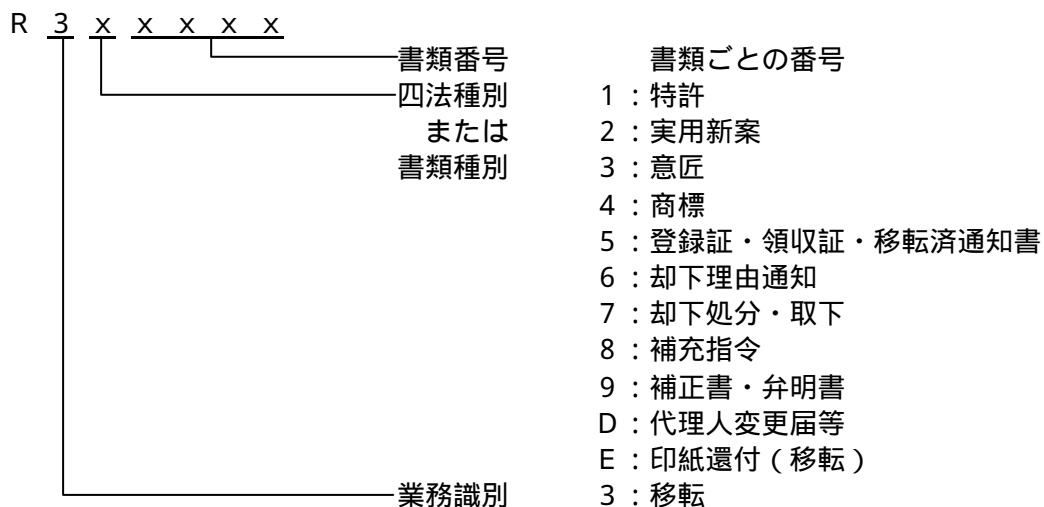 R 3 x x x x x
書類番号 書類ごとの番号
四法種別 1：特許
または 2：実用新案
書類種別 3：意匠
4：商標
5：登録証・領収証・移転済通知書
6：却下理由通知
7：却下処分・取下
8：補充指令
9：補正書・弁明書
D：代理人変更届等
E：印紙還付（移転）
業務識別 3：移転